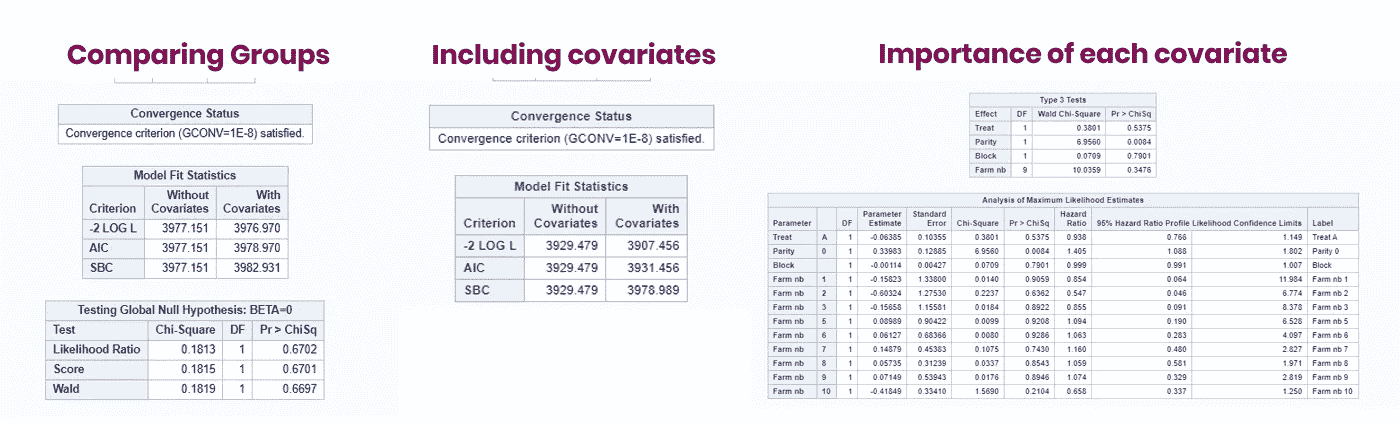 Comparing Groups
Convergence Status
Convergence criterion (GCONV=1E-8) satisfied.
Model Fit Statistics
Criterion Without Covariates With Covariates
-2 LOG L 3977.151 3976.970
AIC 3977.151 3978.970
SBC 3977.151 3982.931
Testing Global Null Hypothesis: BETA=0
Test Chi-Square DF Pr > ChiSq
Likelihood Ratio 0.1813 1 0.6702
Score 0.1815 1 0.6701
Wald 0.1819 1 0.6697
Including covariates
Convergence Status
Convergence criterion (GCONV=1E-8) satisfied.
Model Fit Statistics
Criterion Without Covariates With Covariates
-2 LOG L 3929.479 3907.456
AIC 3929.479 3931.456
SBC 3929.479 3978.989
Importance of each covariate
Type 3 Tests
Effect DF Wald Chi-Square Pr > ChiSq
Treat 1 0.3801 0.5375
Parity 1 6.9560 0.0084
Block 1 0.0709 0.7901
Farm nb 9 10.0359 0.3476
Analysis of Maximum Likelihood Estimates
Parameter DF Parameter Estimate Standard Error Chi-Square Pr > ChiSq Hazard Ratio 95% Hazard Ratio Profile Likelihood Confidence Limits Label
Treat A 1 -0.06385 0.10355 0.3801 0.5375 0.938 0.766 1.149 Treat A
Parity 0 1 0.33983 0.12885 6.9560 0.0084 1.405 1.088 1.802 Parity 0
Block 1 -0.00114 0.00427 0.0709 0.7901 0.999 0.991 1.007 Block
Farm nb 1 1 -0.15823 1.33800 0.0140 0.9059 0.854 0.064 11.984 Farm nb 1
Farm nb 2 1 -0.60324 1.27530 0.2237 0.6362 0.547 0.046 6.774 Farm nb 2
Farm nb 3 1 -0.15658 1.15581 0.0184 0.8922 0.855 0.091 8.378 Farm nb 3
Farm nb 5 1 0.08989 0.90422 0.0099 0.9208 1.094 0.190 6.528 Farm nb 5
Farm nb 6 1 0.06127 0.68366 0.0080 0.9286 1.063 0.283 4.097 Farm nb 6
Farm nb 7 1 0.14879 0.45383 0.1075 0.7430 1.160 0.480 2.827 Farm nb 7
Farm nb 8 1 0.05735 0.31239 0.0337 0.8543 1.059 0.581 1.971 Farm nb 8
Farm nb 9 1 0.07149 0.53943 0.0176 0.8946 1.074 0.329 2.819 Farm nb 9
Farm nb 10 1 -0.41849 0.33410 1.5690 0.2104 0.658 0.337 1.250 Farm nb 10